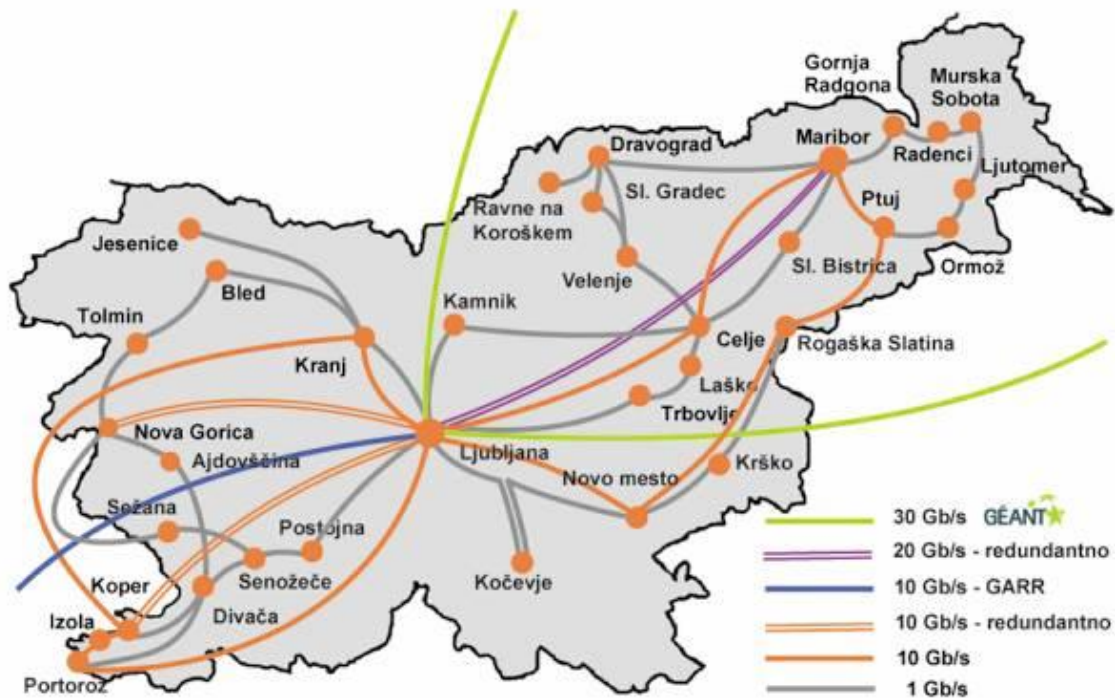 Gornja
Radgona
Murska
Sobota
Maribor
Dravograd
Radenci
Ljutomer
Sl. Gradec
Ptuj
Ravne na
Koroškem
Jesenice
Sl. Bistrica
Ormož
Velenje
Bled
Kamnik
Tolmin
Celje
Rogaška Slatina
Kranj
Laško
Trbovlje
Nova Gorica
Ljubljana
Ajdovščina
Novo mesto
Krško
Sežana
Postojna
30 Gb/s GÉANT
20 Gb/s - redundantno
Koper
Senožeče
Kočevje
10 Gb/s - GARR
Izola
Divača
10 Gb/s - redundantno
Portorož
10 Gb/s
1 Gb/s